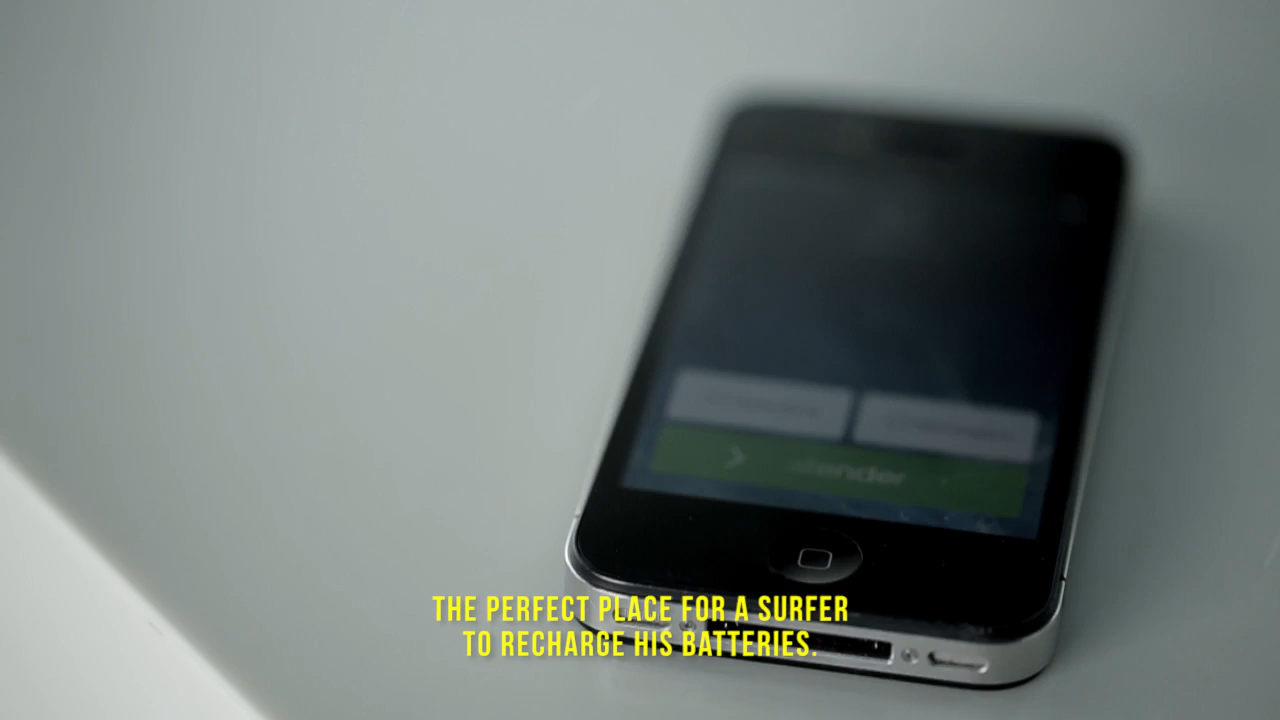 THE PERFECT PLACE FOR A SURFER
TO RECHARGE HIS BATTERIES.